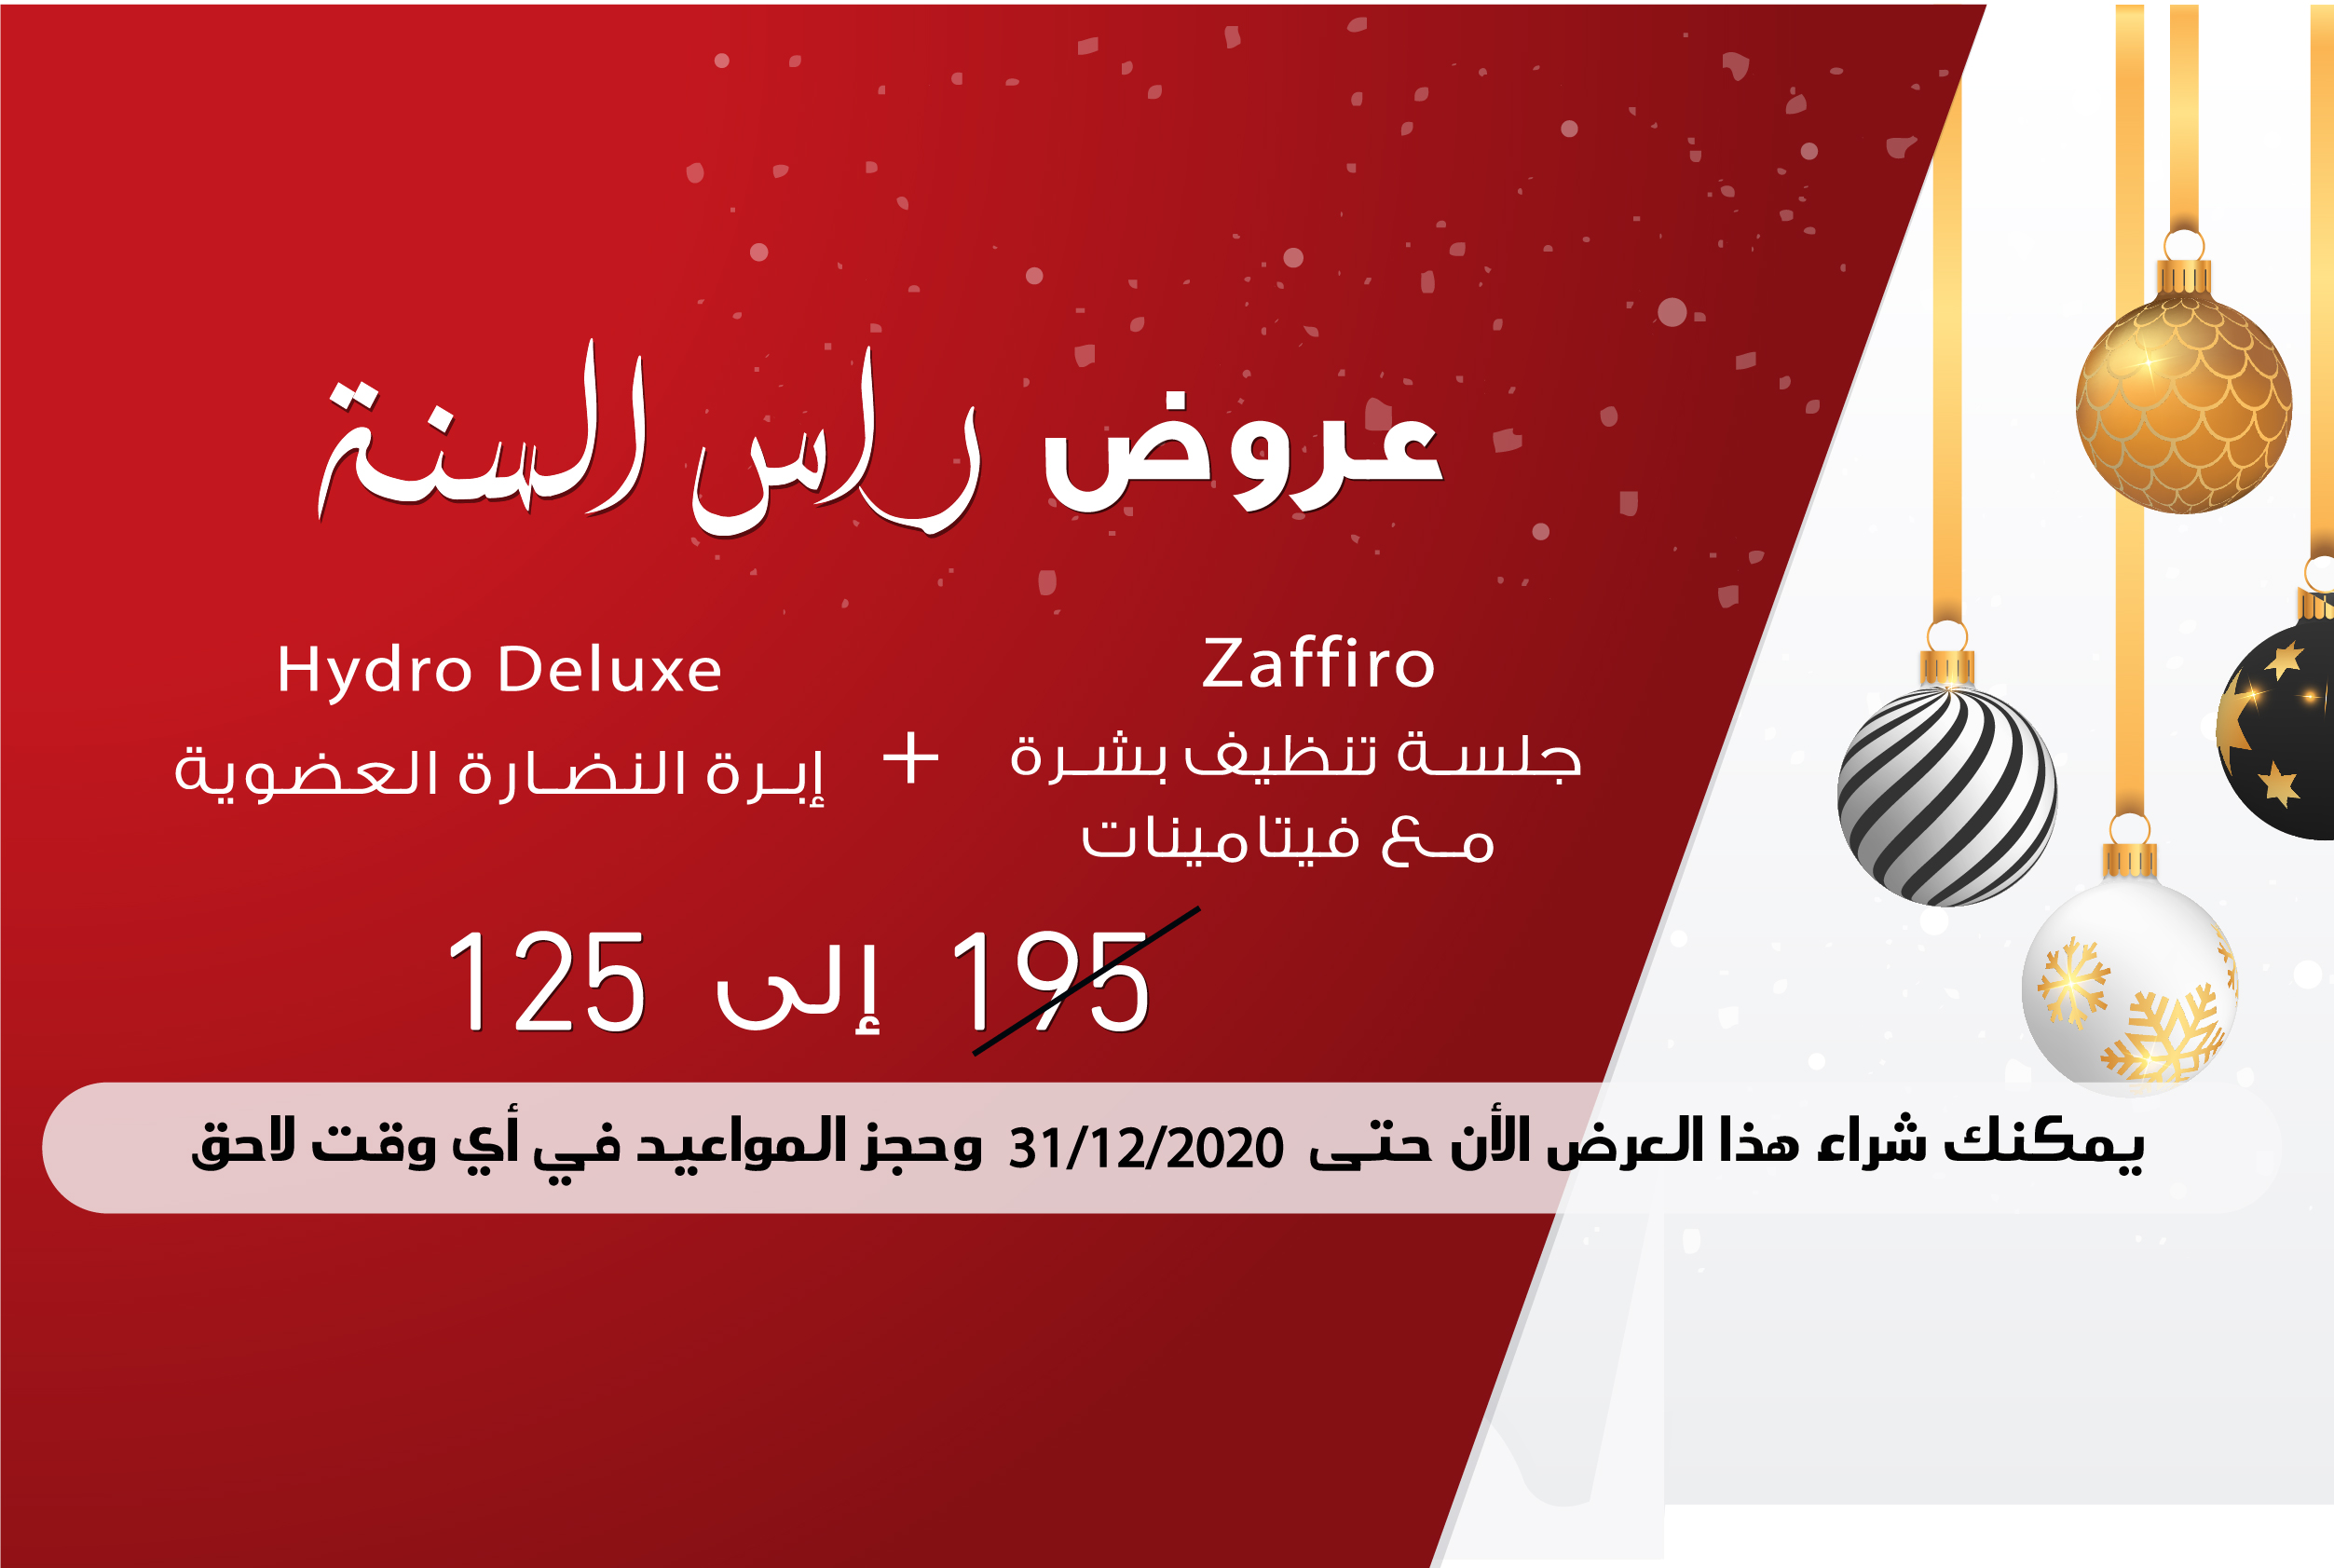 عروض راس السنة
Zaffiro
جلسة تنظيف بشرة
مع فيتامينات
+
Hydro Deluxe
إبرة النضارة العضوية
195 إلى 125
يمكنك شراء هذا العرض الأن حتى 31/12/2020 وحجز المواعيد في أي وقت لاحق